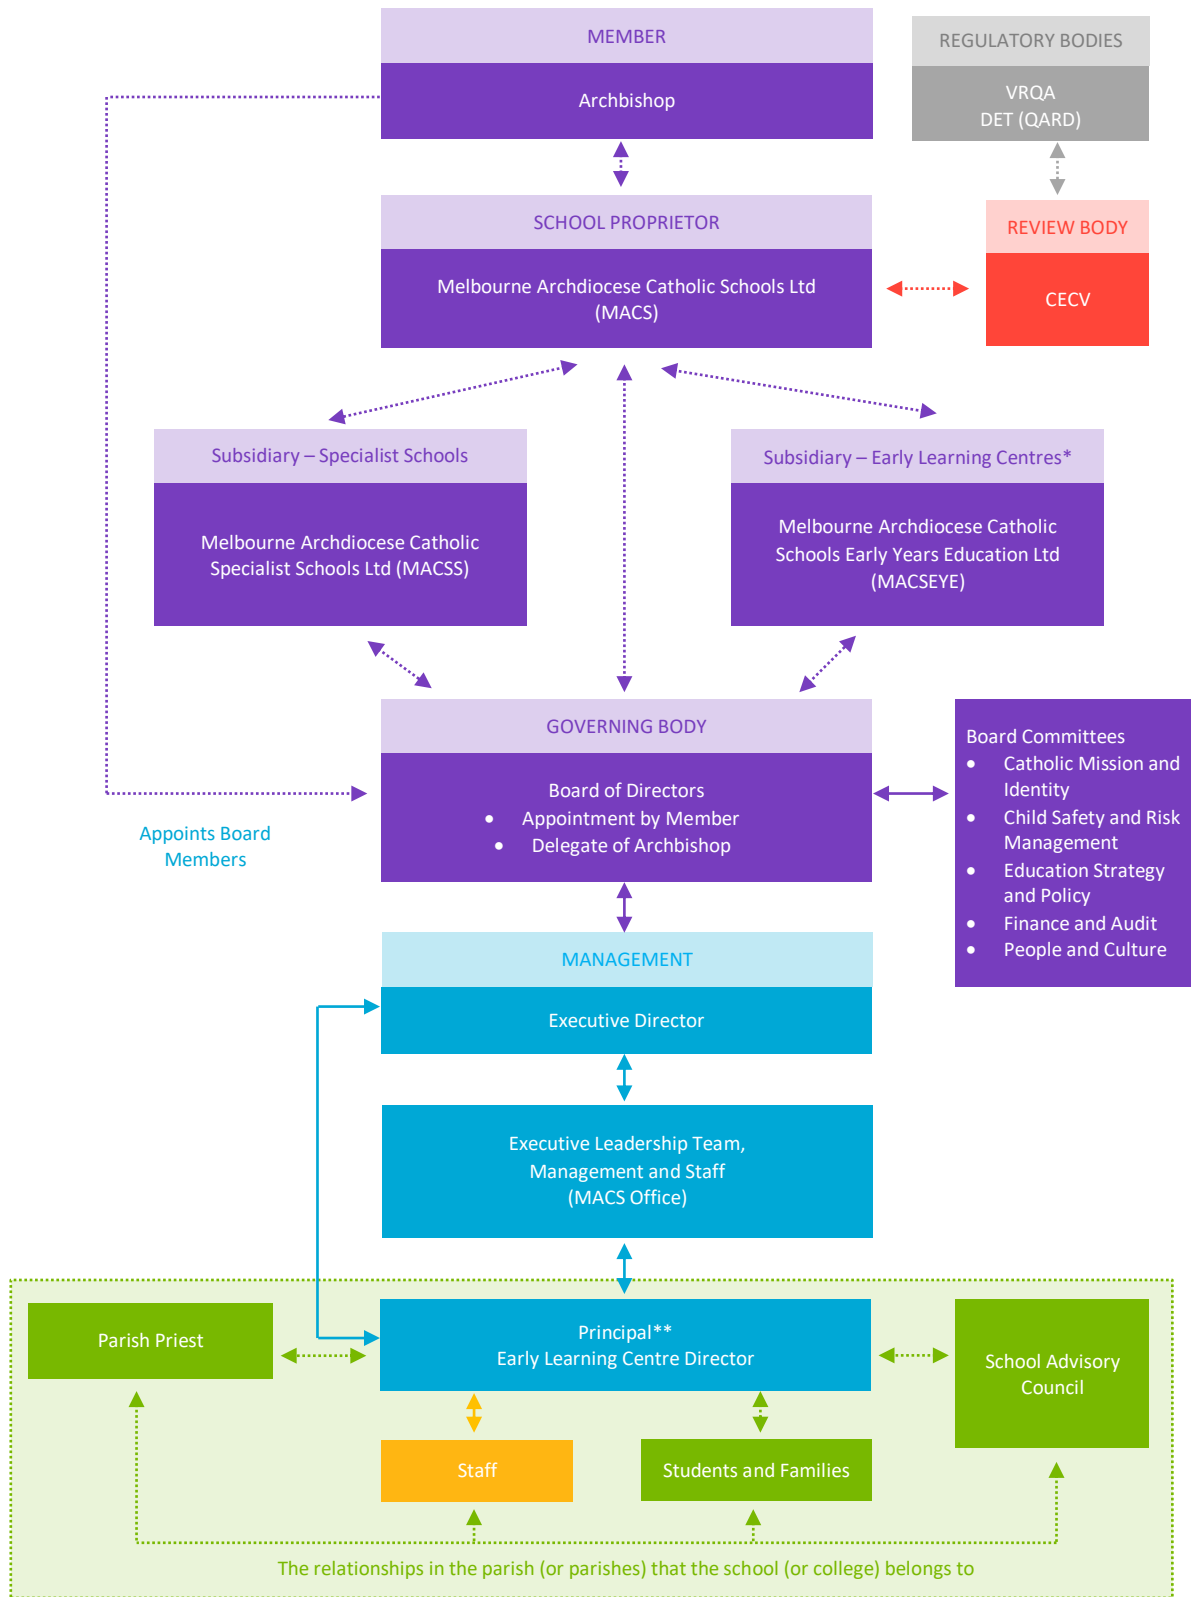 MEMBER
Archbishop
REGULATORY BODIES
VRQA
DET (QARD)
SCHOOL PROPRIETOR
Melbourne Archdiocese Catholic Schools Ltd
(MACS)
REVIEW BODY
CECV
Subsidiary – Specialist Schools
Melbourne Archdiocese Catholic
Specialist Schools Ltd (MACSS)
Subsidiary – Early Learning Centres*
Melbourne Archdiocese Catholic
Schools Early Years Education Ltd
(MACSEYE)
GOVERNING BODY
Board of Directors
• Appointment by Member
• Delegate of Archbishop
Board Committees
• Catholic Mission and
Identity
• Child Safety and Risk
Management
• Education Strategy
and Policy
• Finance and Audit
• People and Culture
Appoints Board
Members
MANAGEMENT
Executive Director
Executive Leadership Team,
Management and Staff
(MACS Office)
Parish Priest
Principal**
Early Learning Centre Director
School Advisory
Council
Staff
Students and Families
The relationships in the parish (or parishes) that the school (or college) belongs to